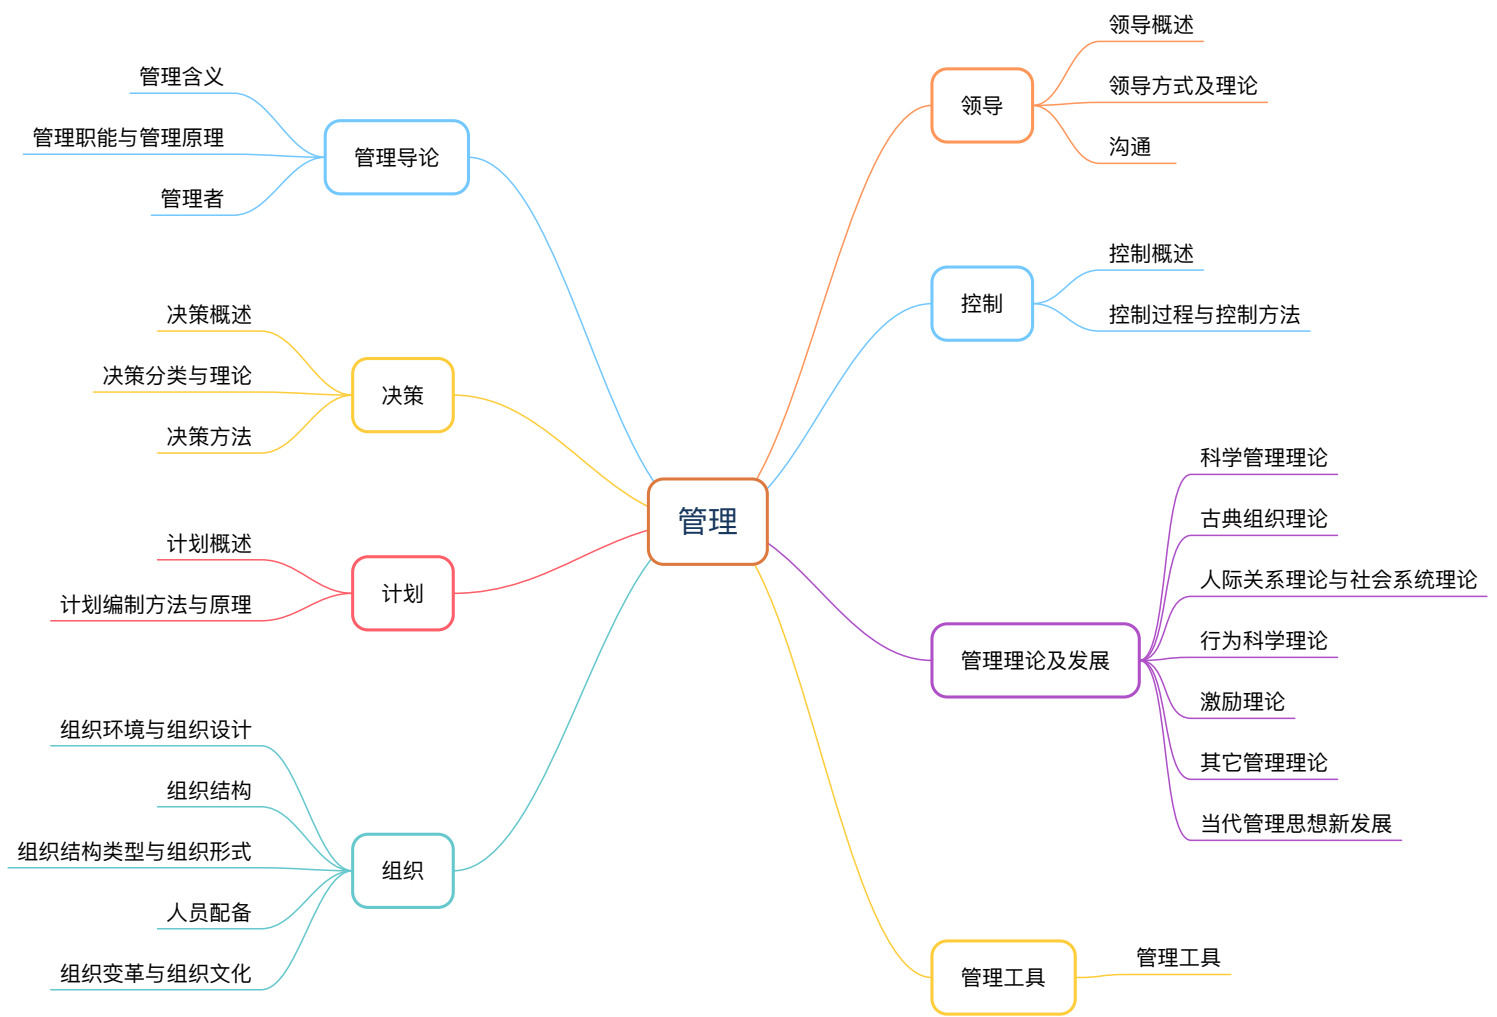 管理
管理导论
管理含义
管理职能与管理原理
管理者
决策
决策概述
决策分类与理论
决策方法
计划
计划概述
计划编制方法与原理
组织
组织环境与组织设计
组织结构
组织结构类型与组织形式
人员配备
组织变革与组织文化
领导
领导概述
领导方式及理论
沟通
控制
控制概述
控制过程与控制方法
管理理论及发展
科学管理理论
古典组织理论
人际关系理论与社会系统理论
行为科学理论
激励理论
其它管理理论
当代管理思想新发展
管理工具
管理工具